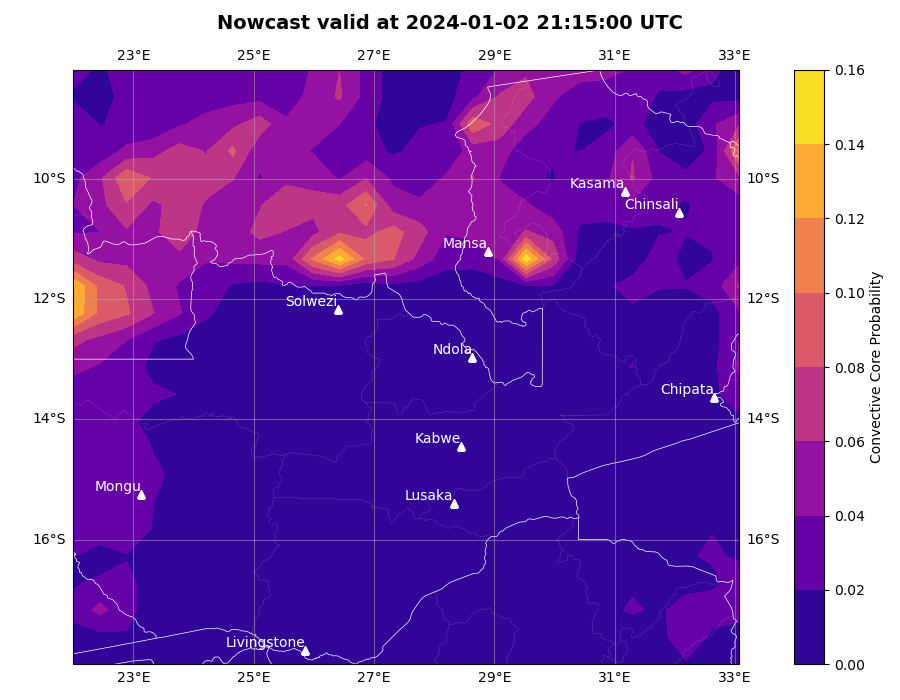 Nowcast valid at 2024-01-02 21:15:00 UTC
23°E 25°E 27°E 29°E 31°E 33°E
0.16
0.14
10°S Kasama 10°S
Chinsali
0.12
Mansa
0.10
12°S Solwezi 12°S
Ndola
0.08
Chipata
14°S 14°S
0.06
Kabwe
Mongu Lusaka
0.04
16°S 16°S
0.02
Livingstone
0.00
23°E 25°E 27°E 29°E 31°E 33°E
Convective Core Probability